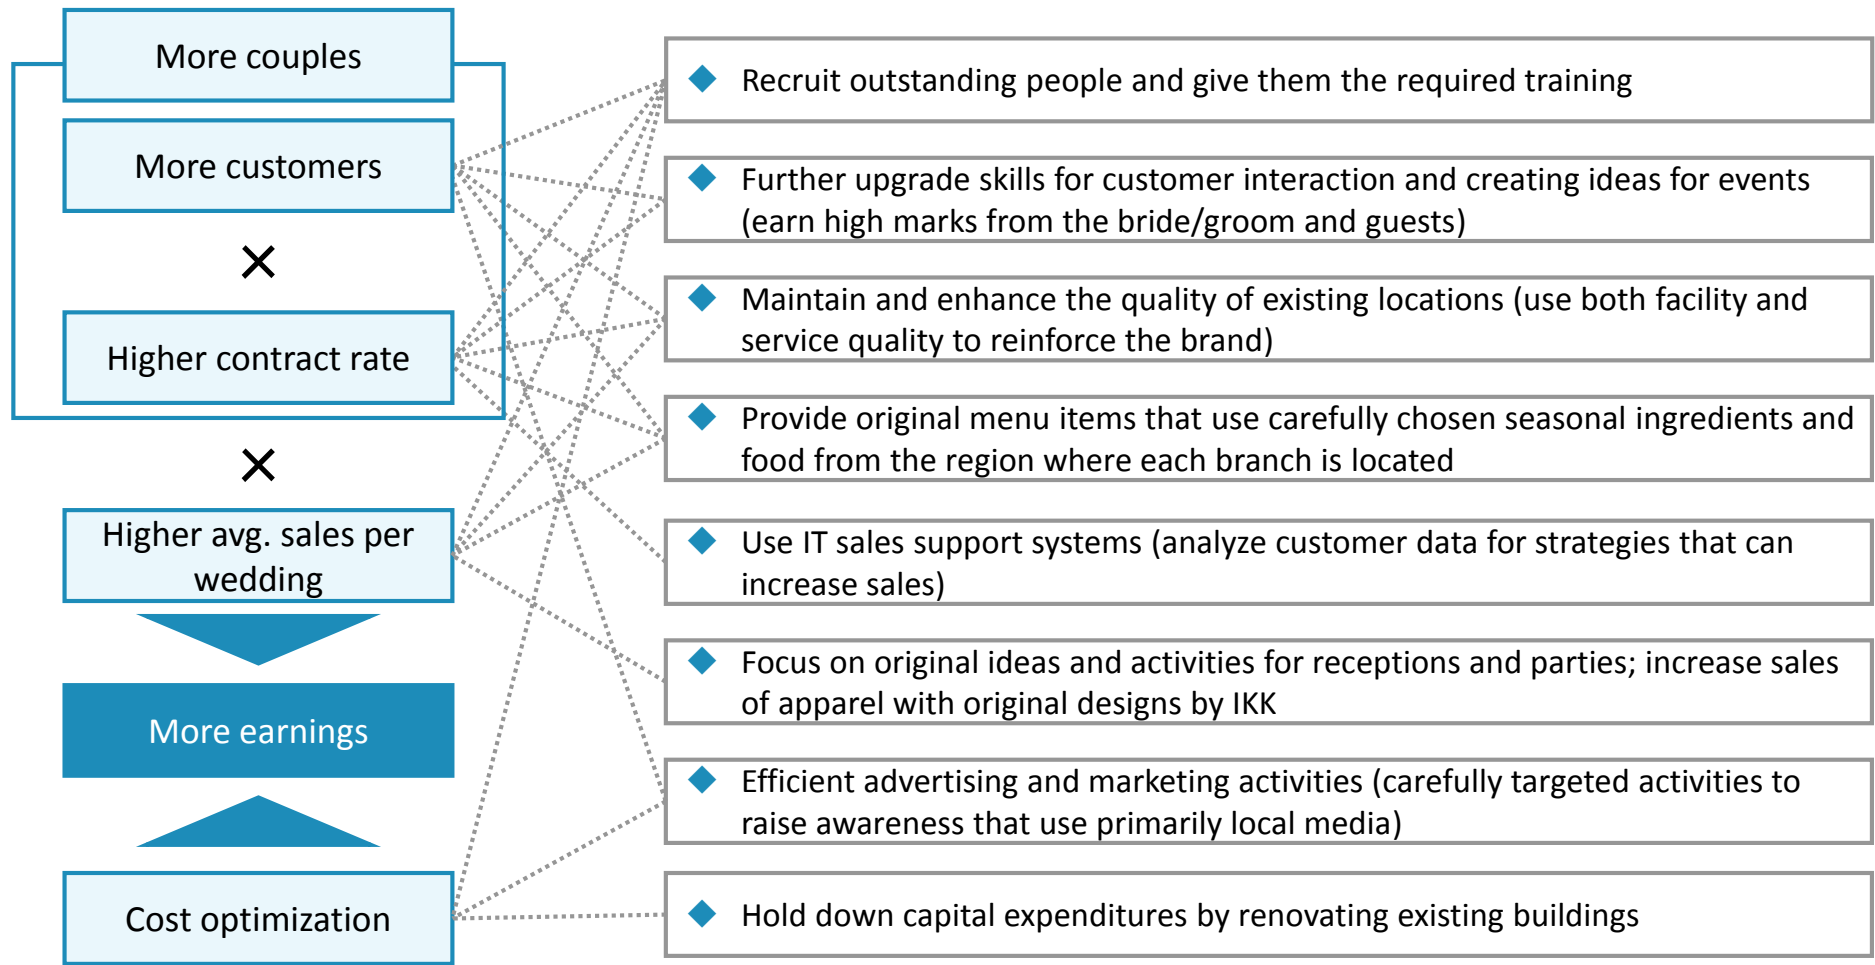 More couples
More customers
×
Higher contract rate
×
Higher avg. sales per
wedding
More earnings
Cost optimization
◆ Recruit outstanding people and give them the required training
◆ Further upgrade skills for customer interaction and creating ideas for events
(earn high marks from the bride/groom and guests)
◆ Maintain and enhance the quality of existing locations (use both facility and
service quality to reinforce the brand)
◆ Provide original menu items that use carefully chosen seasonal ingredients and
food from the region where each branch is located
◆ Use IT sales support systems (analyze customer data for strategies that can
increase sales)
◆ Focus on original ideas and activities for receptions and parties; increase sales
of apparel with original designs by IKK
◆ Efficient advertising and marketing activities (carefully targeted activities to
raise awareness that use primarily local media)
◆ Hold down capital expenditures by renovating existing buildings